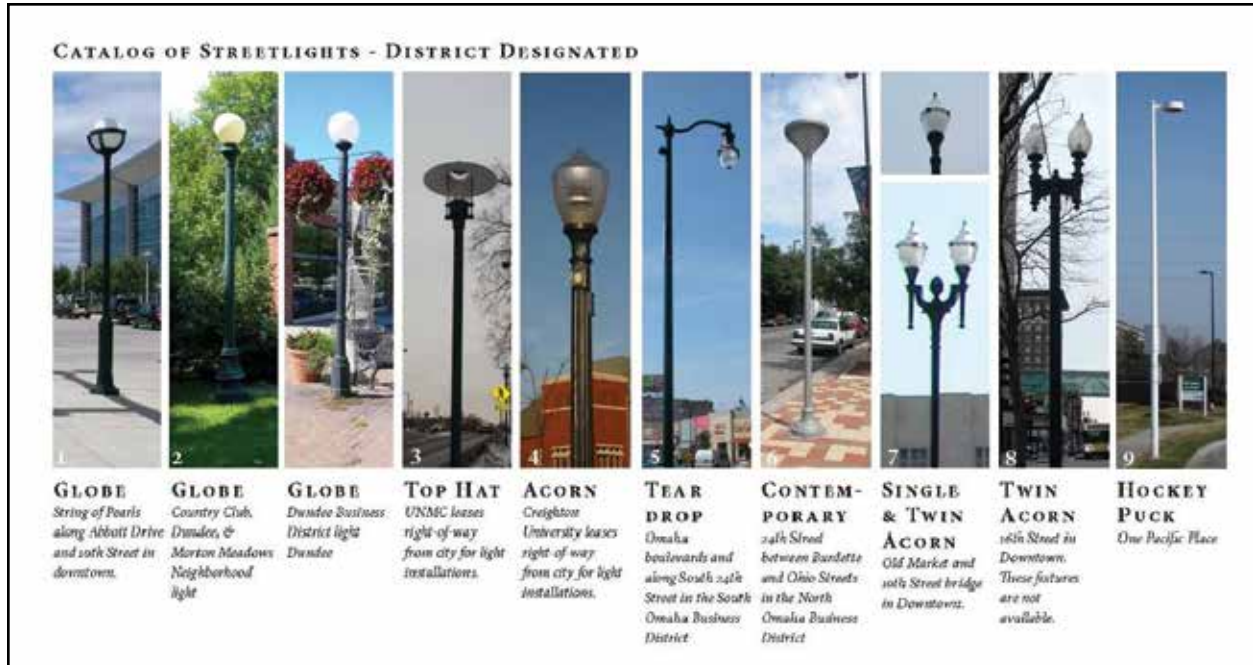 CATALOG OF STREETLIGHTS - DISTRICT DESIGNATED
1
2
3
4
5
6
7
8
9
GLOBE
String of Pearls
along Abbott Drive
and 10th Street in
downtown.
GLOBE
Country Club,
Dundee, &
Morton Meadows
Neighborhood
light
GLOBE
Dundee Business
District light
Dundee
TOP HAT
UNMC leases
right-of-way
from city for light
installations.
ACORN
Creighton
University leases
right-of way
from city for light
installations.
TEAR
DROP
Omaha
boulevards and
along South 24th
Street in the South
Omaha Business
District
CONTEM-
PORARY
24th Street
between Burdette
and Ohio Streets
in the North
Omaha Business
District
SINGLE
& TWIN
ACORN
Old Market and
10th Street bridge
in Downtown.
TWIN
ACORN
16th Street in
Downtown.
These fixtures
are not
available.
HOCKEY
PUCK
One Pacific Place